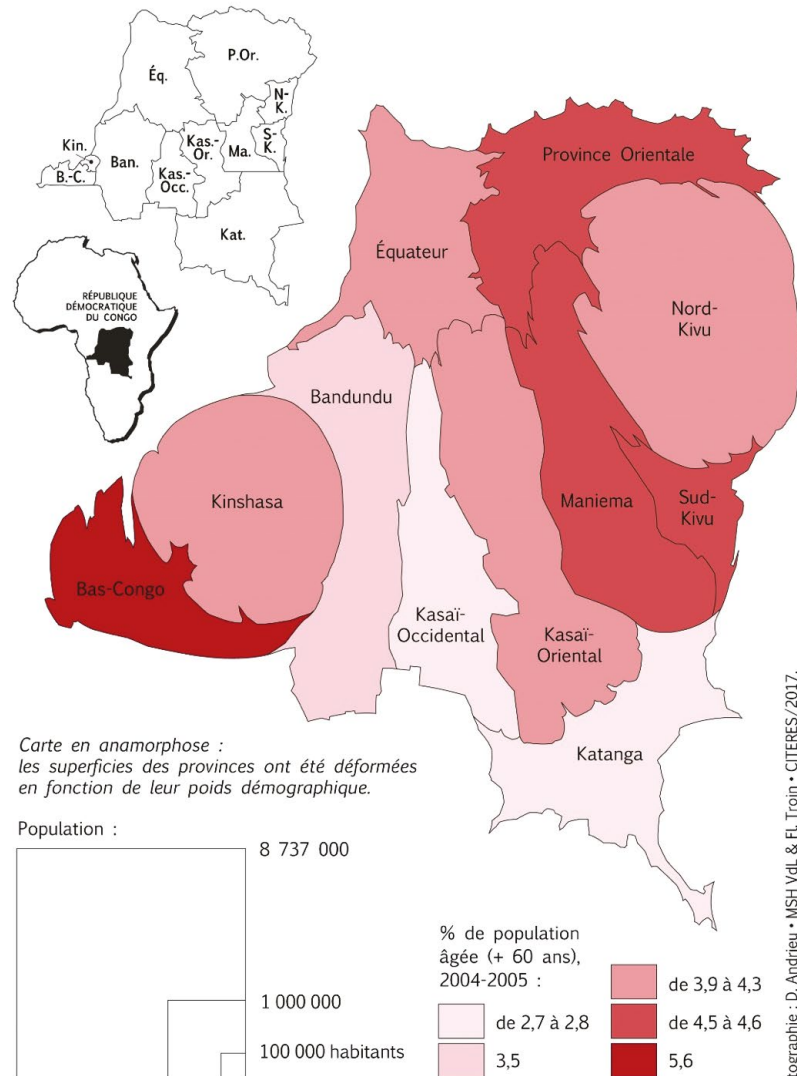 P.Or.
Éq.
N-
K.
Kin.
Kas.-
Or.
S-
K.
Ban.
Ma.
B.-C.
Kas.-
Occ.
Kat.
RÉPUBLIQUE
DÉMOCRATIQUE
DU CONGO
Province Orientale
Équateur
Nord-
Kivu
Bandundu
Kinshasa
Maniema
Sud-
Kivu
Bas-Congo
Kasaï-
Occidental
Kasaï-
Oriental
Katanga
Carte en anamorphose :
les superficies des provinces ont été déformées
en fonction de leur poids démographique.
Population :
8 737 000
1 000 000
100 000 habitants
% de population
âgée (+ 60 ans),
2004-2005 :
de 2,7 à 2,8
3,5
de 3,9 à 4,3
de 4,5 à 4,6
5,6
D. Andrieu • MSH VdL & Fl. Troin • CITERES/2017.